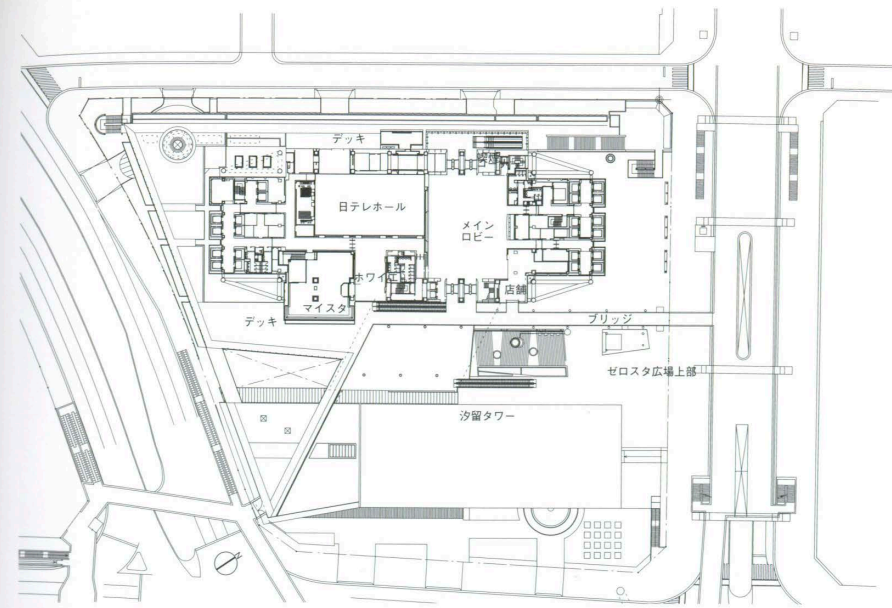 デッキ
日テレホール
メイン
ロビー
ホワイエ
店舗
マイスタ
デッキ
ブリッジ
ゼロスタ広場上部
汐留タワー
N